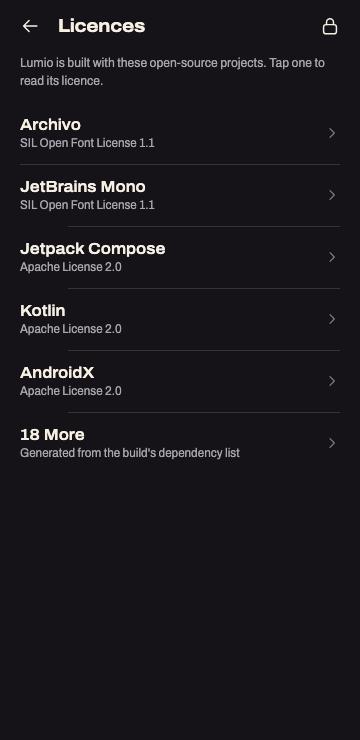 Licences
Lumio is built with these open-source projects. Tap one to
read its licence.
Archivo
SIL Open Font License 1.1
JetBrains Mono
SIL Open Font License 1.1
Jetpack Compose
Apache License 2.0
Kotlin
Apache License 2.0
AndroidX
Apache License 2.0
18 More
Generated from the build's dependency list